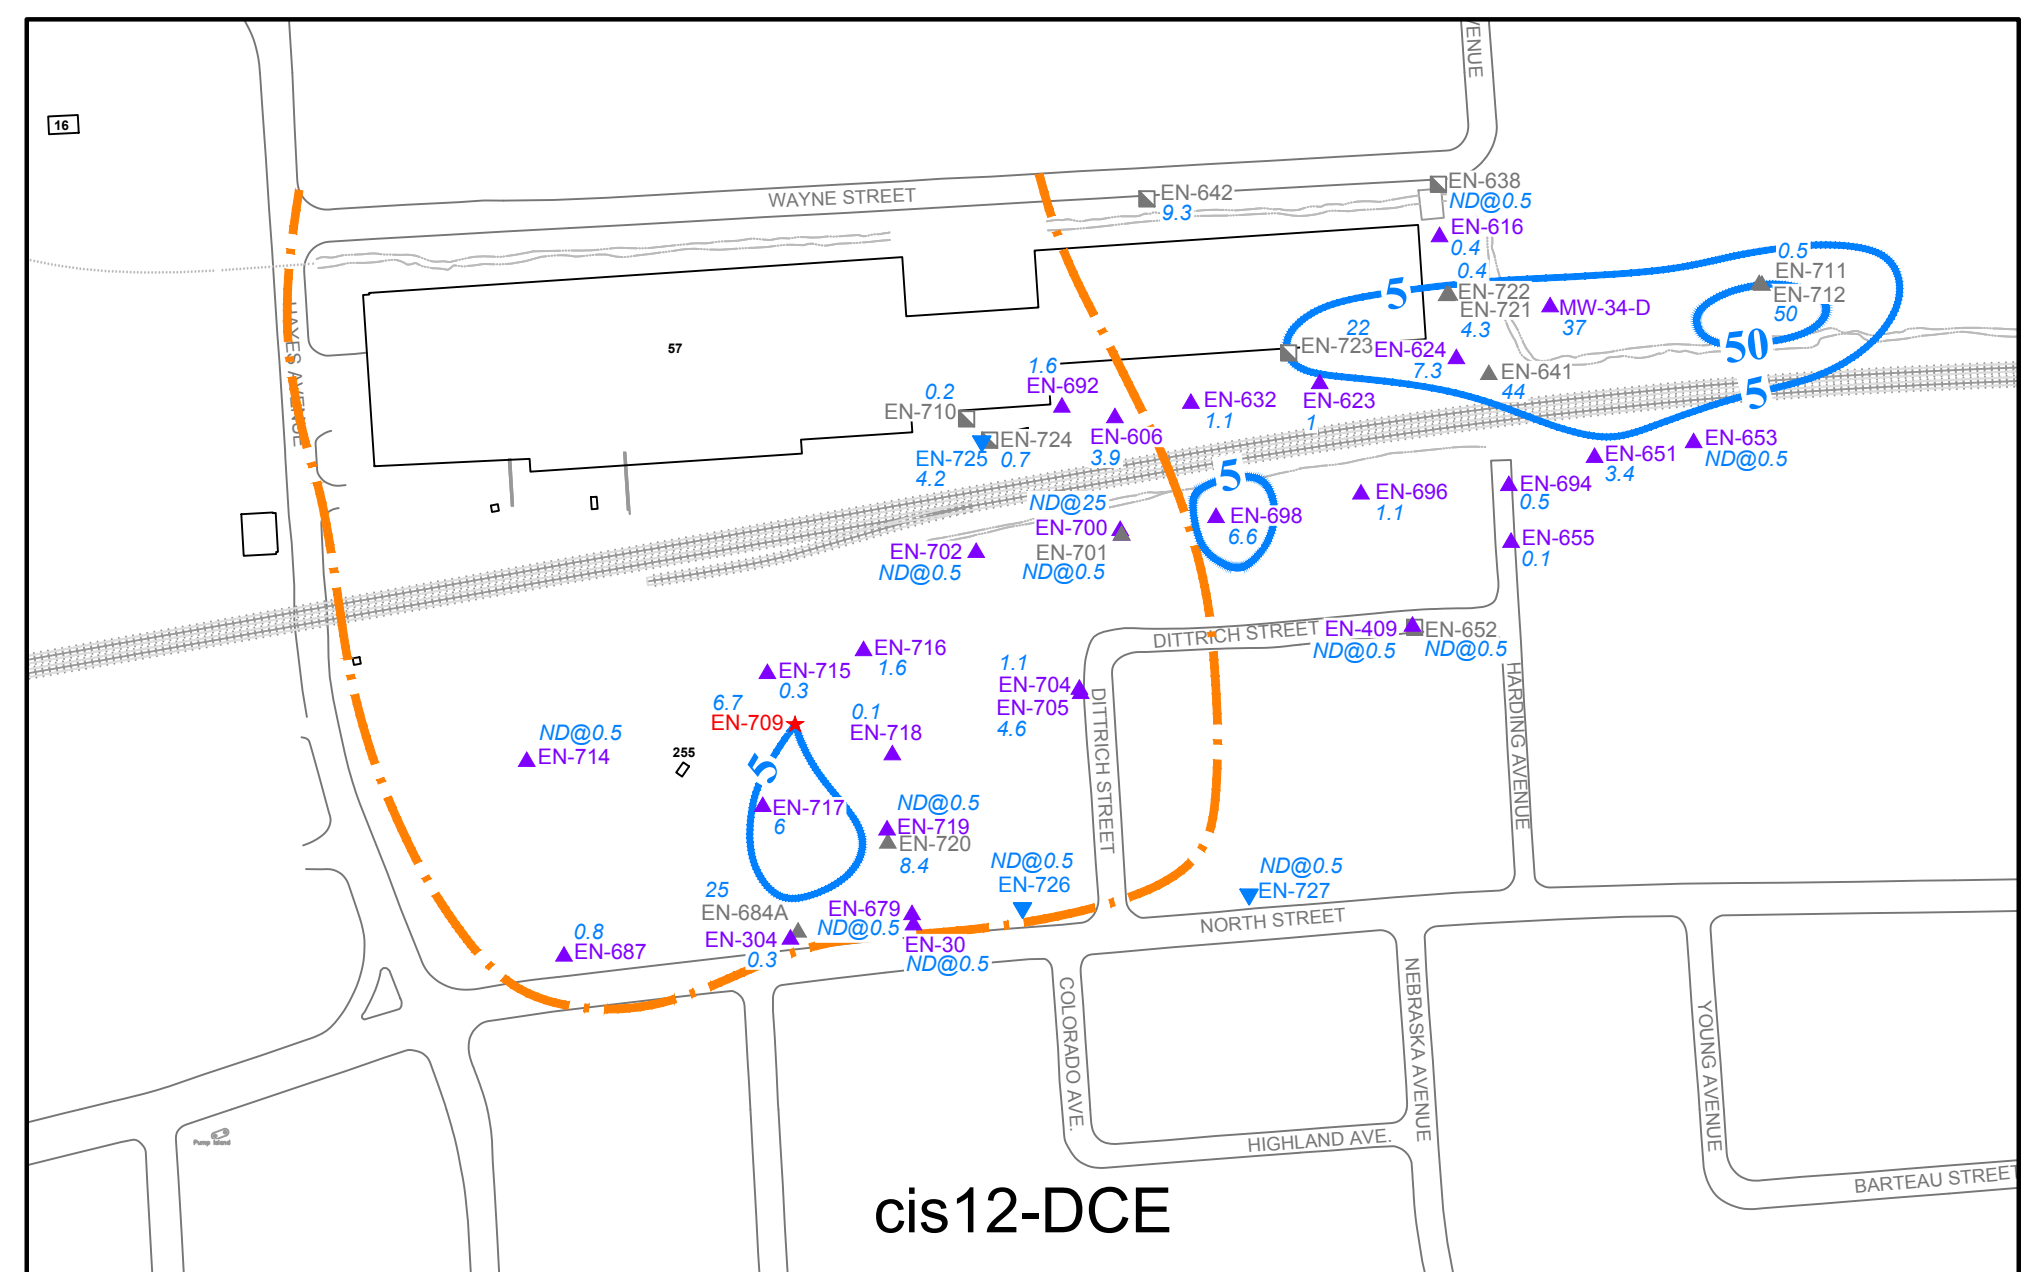 VENUE
16
WAYNE STREET
EN-642
9.3
EN-638
ND@0.5
EN-616
0.4
0.4
EN-722
EN-721
4.3
0.5
EN-711
EN-712
50
MW-34-D
37
5
22
EN-723
EN-624
7.3
EN-641
44
50
5
HAYES AVENUE
57
1.6
EN-692
0.2
EN-710
EN-724
0.7
EN-725
4.2
EN-606
3.9
EN-632
1.1
EN-623
1
EN-651
3.4
EN-653
ND@0.5
5
EN-698
6.6
EN-696
1.1
EN-694
0.5
EN-655
0.1
ND@25
EN-700
EN-701
ND@0.5
EN-702
ND@0.5
DITTRICH STREET
EN-409
ND@0.5
EN-652
ND@0.5
EN-716
1.6
EN-715
0.3
1.1
EN-704
EN-705
4.6
6.7
EN-709
0.1
EN-718
ND@0.5
EN-714
255
5
EN-717
6
ND@0.5
EN-719
EN-720
8.4
DITTRICH STREET
HARDING AVENUE
ND@0.5
EN-726
ND@0.5
EN-727
25
EN-684A
EN-304
0.3
EN-679
ND@0.5
EN-30
ND@0.5
0.8
EN-687
NORTH STREET
COLORADO AVE.
NEBRASKA AVENUE
YOUNG AVENUE
Pump Island
HIGHLAND AVE.
BARTEAU STREET
cis12-DCE